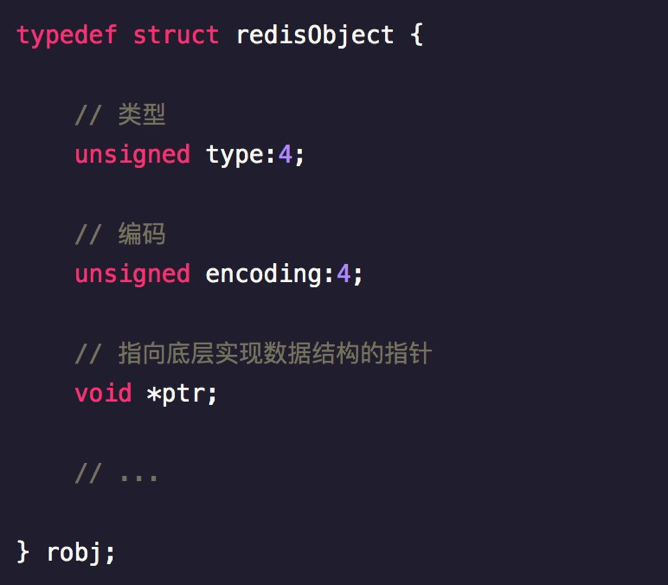 typedef struct redisObject {
// 类型
unsigned type:4;
// 编码
unsigned encoding:4;
// 指向底层实现数据结构的指针
void *ptr;
// ...
} robj;